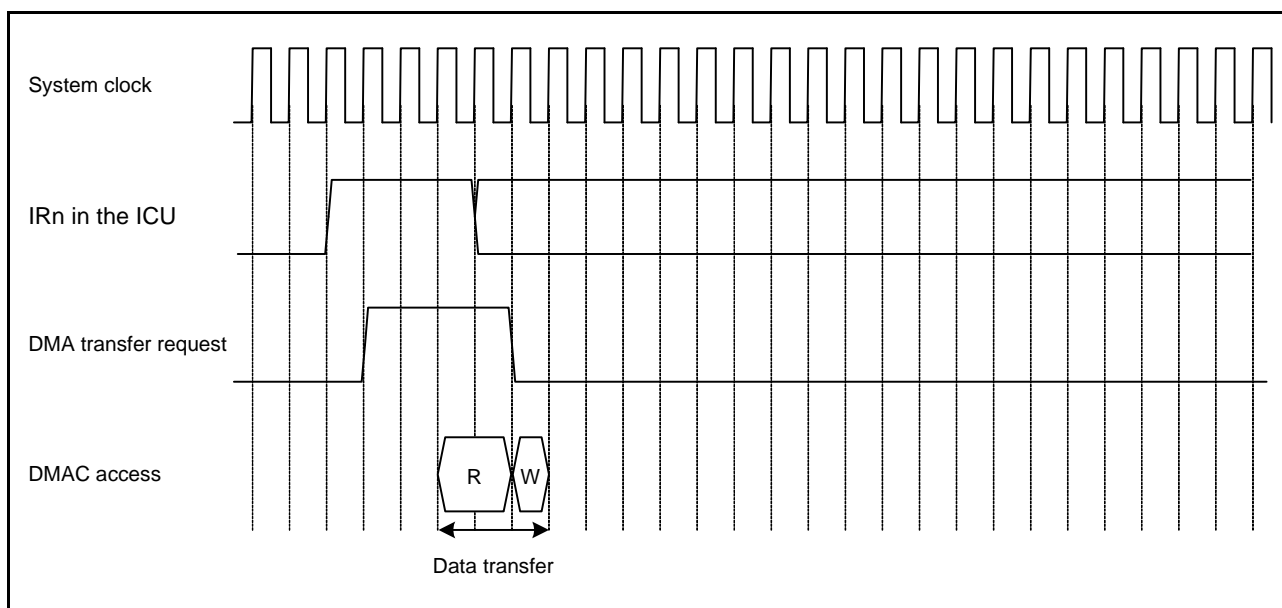 System clock
IRn in the ICU
DMA transfer request
DMAC access
R
W
Data transfer